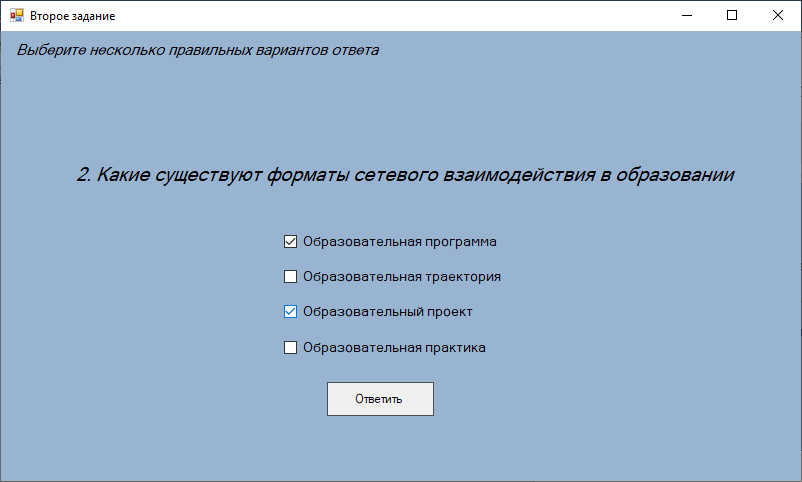 Второе задание
Выберите несколько правильных вариантов ответа
2. Какие существуют форматы сетевого взаимодействия в образовании
Образовательная программа
Образовательная траектория
Образовательный проект
Образовательная практика
Ответить